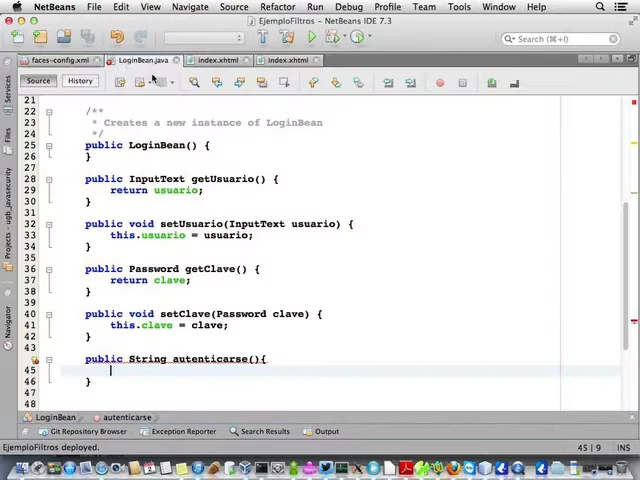 NetBeans File Edit View Navigate Source Refactor Run Debug Profile Team Tools Window Help
EjemploFiltros - NetBeans IDE 7.3
Search (⌘+I)
faces-config.xml LoginBean.java index.xhtml index.xhtml
Source History
Services
Files
Projects - ugb_javasecurity
Navigator
21
22 /**
23 * Creates a new instance of LoginBean
24 */
25 public LoginBean() {
26 }
27
28 public InputText getUsuario() {
29 return usuario;
30 }
31
32 public void setUsuario(InputText usuario) {
33 this.usuario = usuario;
34 }
35
36 public Password getClave() {
37 return clave;
38 }
39
40 public void setClave(Password clave) {
41 this.clave = clave;
42 }
43
public String autenticarse(){
45
46 }
47
48
LoginBean autenticarse
Git Repository Browser Exception Reporter Search Results Output
EjemploFiltros deployed. 45 | 9 INS